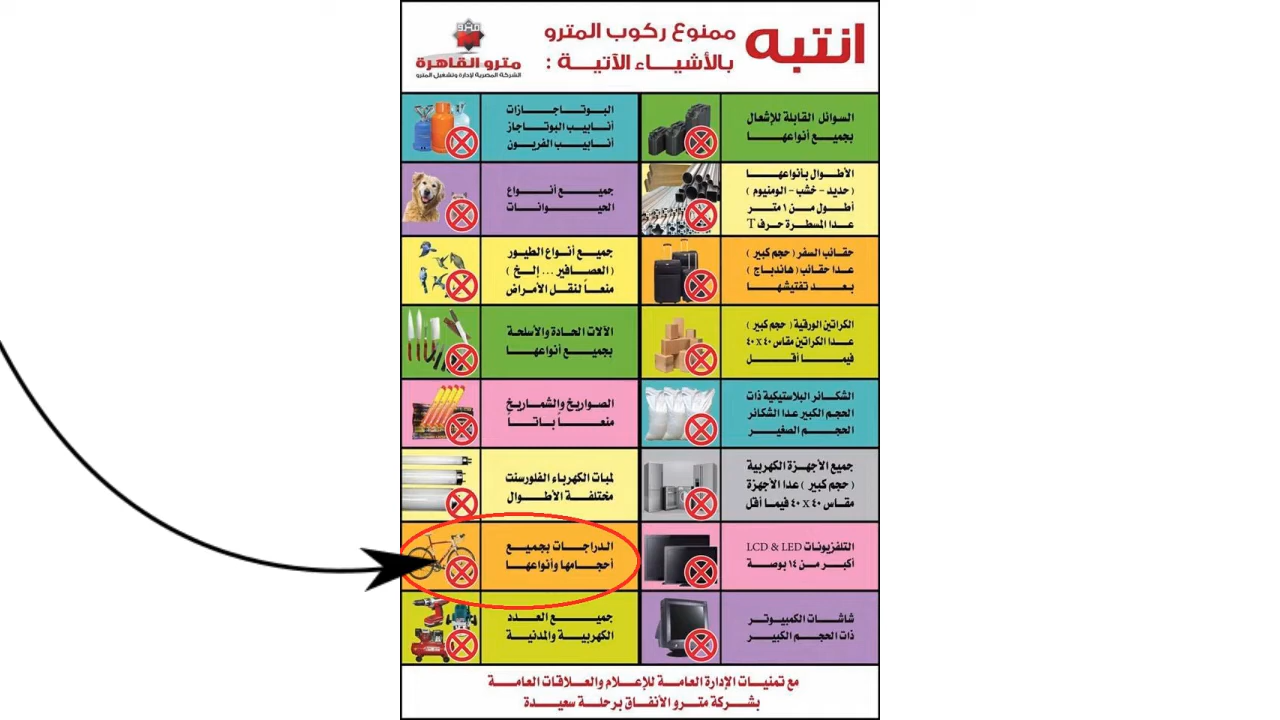 انتبه
ممنوع ركوب المترو
بالأشياء الآتية :
مترو
مترو القاهرة
الشركة المصرية لإدارة وتشغيل المترو
السوائل القابلة للإشعال
بجميع أنواعها
البوتاجازات
أنابيب البوتاجاز
أنابيب الفريون
الأطوال بأنواعها
( حديد - خشب - الومنيوم )
أطول من ١ متر
عدا المسطرة حرف T
جميع أنواع
الحيوانات
حقائب السفر ( حجم كبير )
عدا حقائب ( هاندباج )
بعد تفتيشها
جميع أنواع الطيور
( العصافير ... إلخ )
منعاً لنقل الأمراض
الكراتين الورقية ( حجم كبير )
عدا الكراتين مقاس ٤٠ x ٤٠
فيما أقل
الآلات الحادة والأسلحة
بجميع أنواعها
الشكائر البلاستيكية ذات
الحجم الكبير عدا الشكائر
الحجم الصغير
الصواريخ والشماريخ
منعاً باتاً
جميع الأجهزة الكهربية
( حجم كبير ) عدا الأجهزة
مقاس ٤٠ x ٤٠ فيما أقل
لمبات الكهرباء الفلورسنت
مختلفة الأطوال
التلفزيونات LCD & LED
أكبر من ١٤ بوصة
الدراجات بجميع
أحجامها وأنواعها
شاشات الكمبيوتر
ذات الحجم الكبير
جميع العدد
الكهربية والمدنية
مع تمنيات الإدارة العامة للإعلام والعلاقات العامة
بشركة مترو الأنفاق برحلة سعيدة